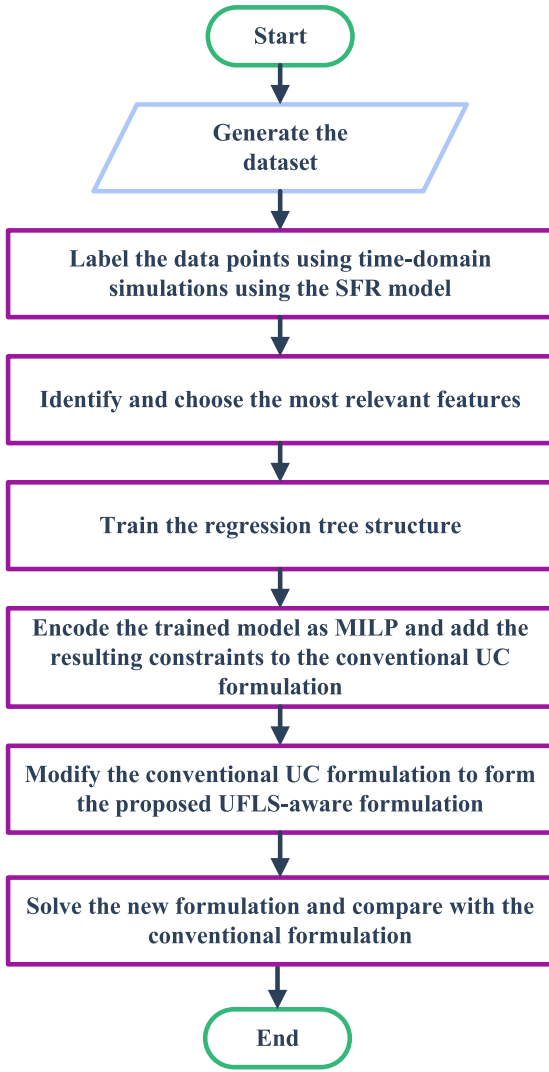 Start
Generate the
dataset
Label the data points using time-domain
simulations using the SFR model
Identify and choose the most relevant features
Train the regression tree structure
Encode the trained model as MILP and add the
resulting constraints to the conventional UC
formulation
Modify the conventional UC formulation to form
the proposed UFLS-aware formulation
Solve the new formulation and compare with the
conventional formulation
End